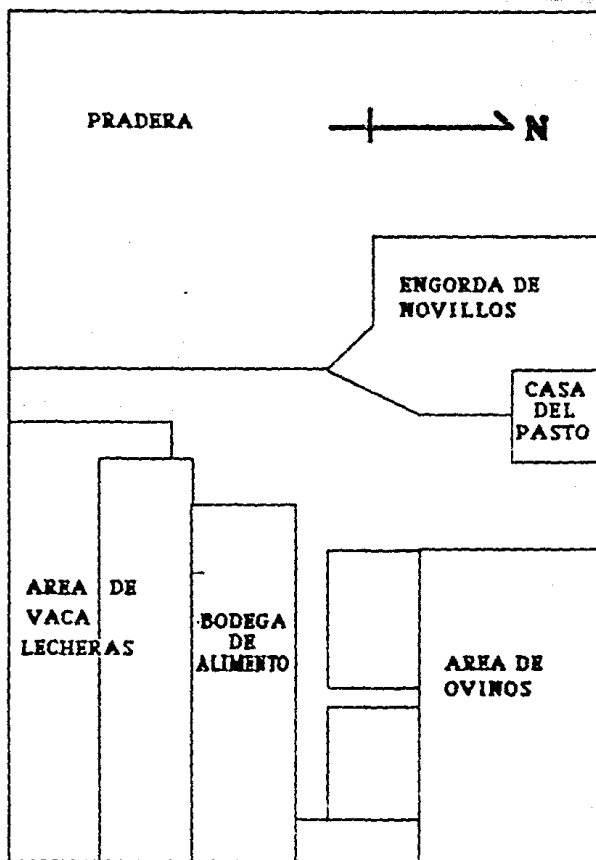 PRADERA
N
ENGORDA DE
NOVILLOS
CASA
DEL
PASTO
AREA DE
VACA
LECHERAS
BODEGA
DE
ALIMENTO
AREA DE
OVINOS